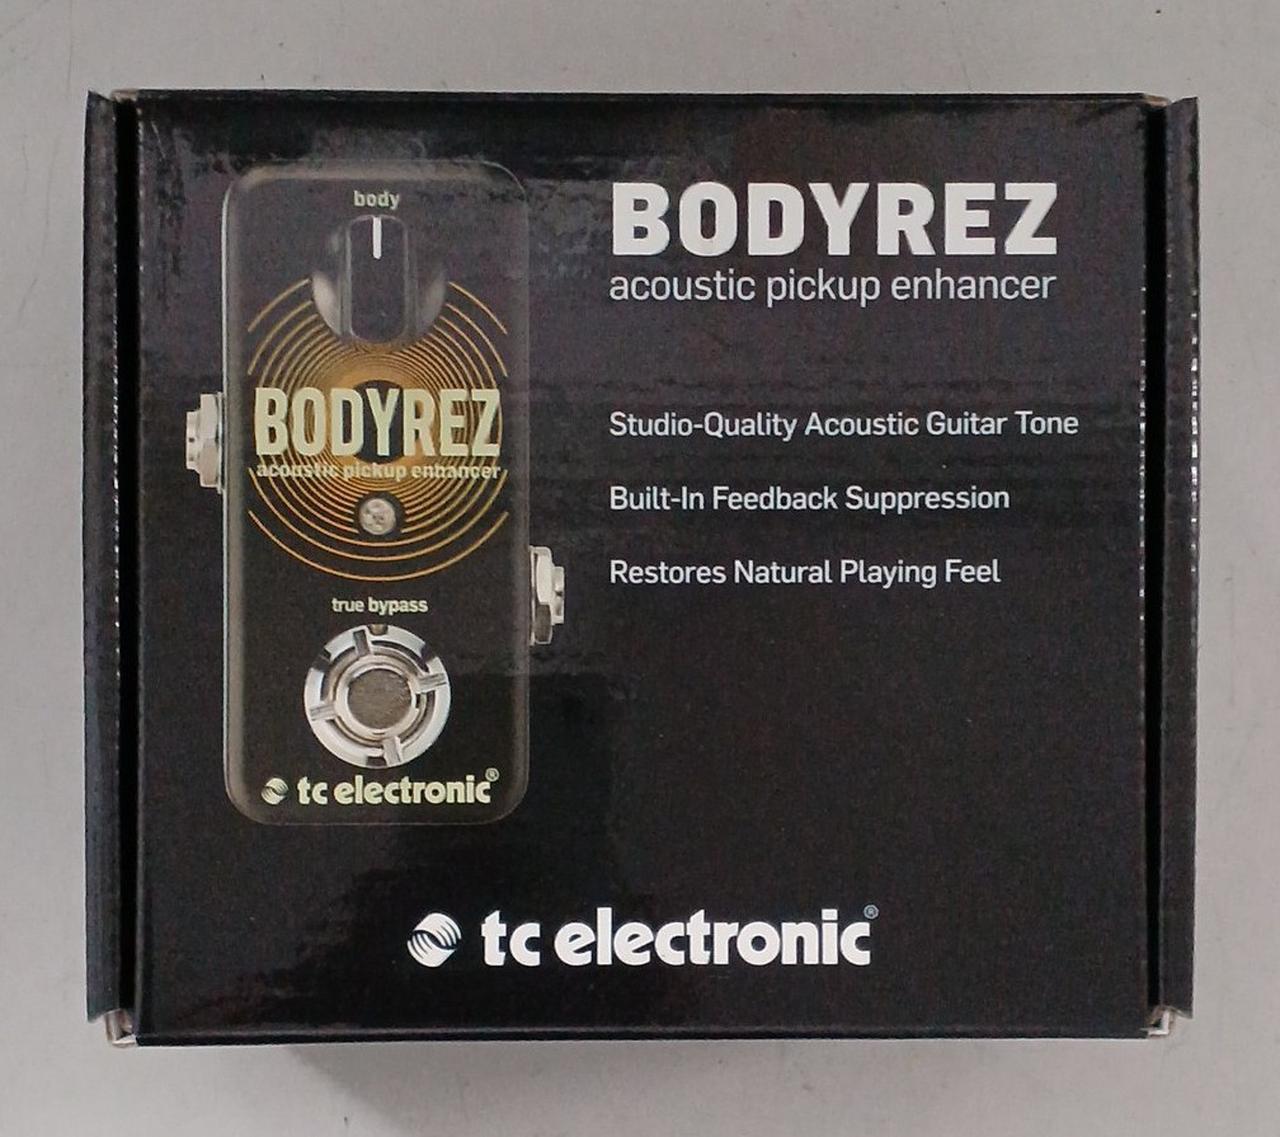 body
BODYREZ
acoustic pickup enhancer
true bypass
tc electronic®
BODYREZ
acoustic pickup enhancer
Studio-Quality Acoustic Guitar Tone
Built-In Feedback Suppression
Restores Natural Playing Feel
tc electronic®